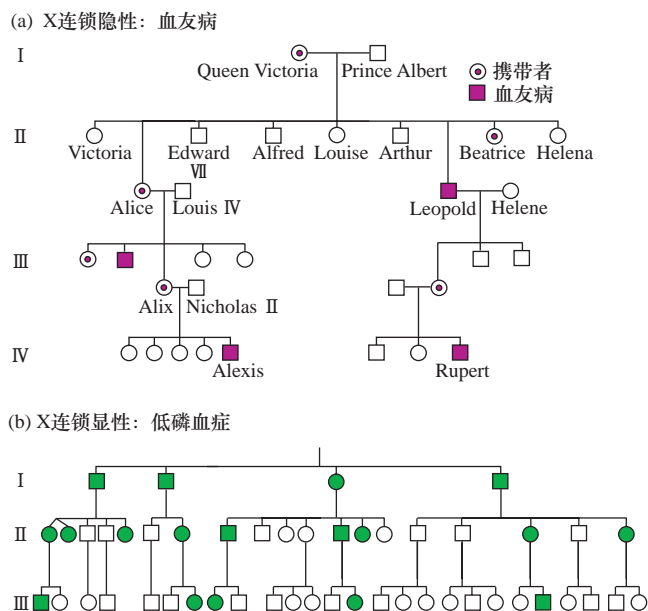 (a) X连锁隐性：血友病
Ⅰ
Queen Victoria Prince Albert
携带者
血友病
Ⅱ
Victoria Edward Ⅶ Alfred Louise Arthur Beatrice Helena
Alice Louis Ⅳ Leopold Helene
Ⅲ
Alix Nicholas Ⅱ
Ⅳ
Alexis Rupert
(b) X连锁显性：低磷血症
Ⅰ
Ⅱ
Ⅲ